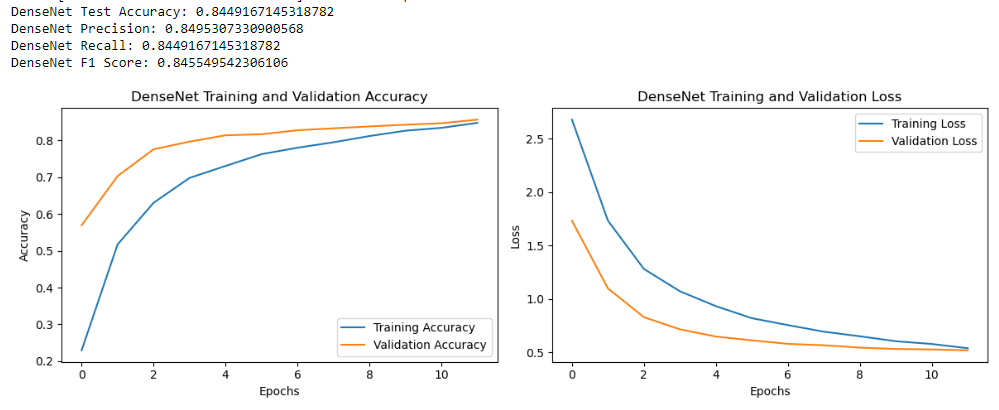 DenseNet Test Accuracy: 0.8449167145318782
DenseNet Precision: 0.8495307330900568
DenseNet Recall: 0.8449167145318782
DenseNet F1 Score: 0.845549542306106
DenseNet Training and Validation Accuracy
0.8
0.7
0.6
0.5
0.4
0.3
0.2
Accuracy
Training Accuracy
Validation Accuracy
0 2 4 6 8 10
Epochs
DenseNet Training and Validation Loss
2.5
2.0
1.5
1.0
0.5
Loss
Training Loss
Validation Loss
0 2 4 6 8 10
Epochs